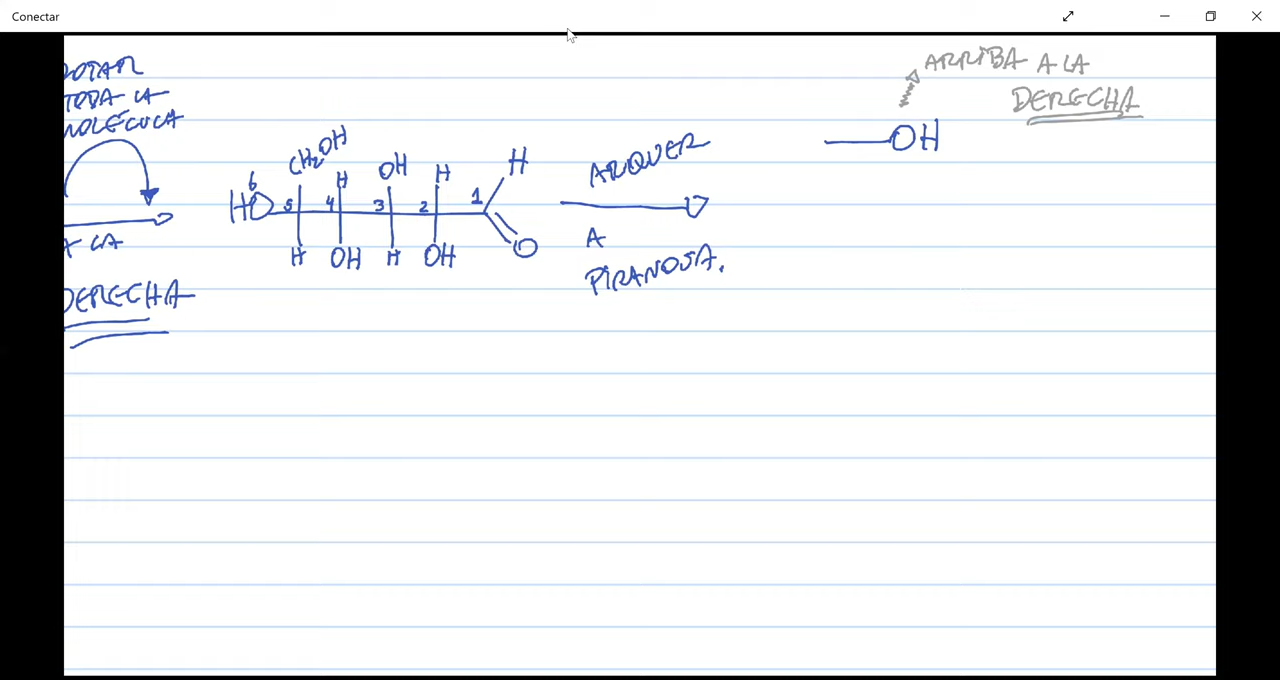 Conectar
ROTAR
TODA LA
MOLÉCULA
A LA
DERECHA
CH2OH
H
OH
H
H
HO
6
5
4
3
2
1
H
OH
H
OH
O
ARQUER
A
PIRANOSA.
ARRIBA A LA
DERECHA
OH